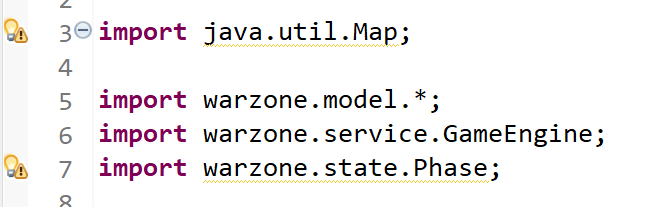 2
3 import java.util.Map;
4
5 import warzone.model.*;
6 import warzone.service.GameEngine;
7 import warzone.state.Phase;
8